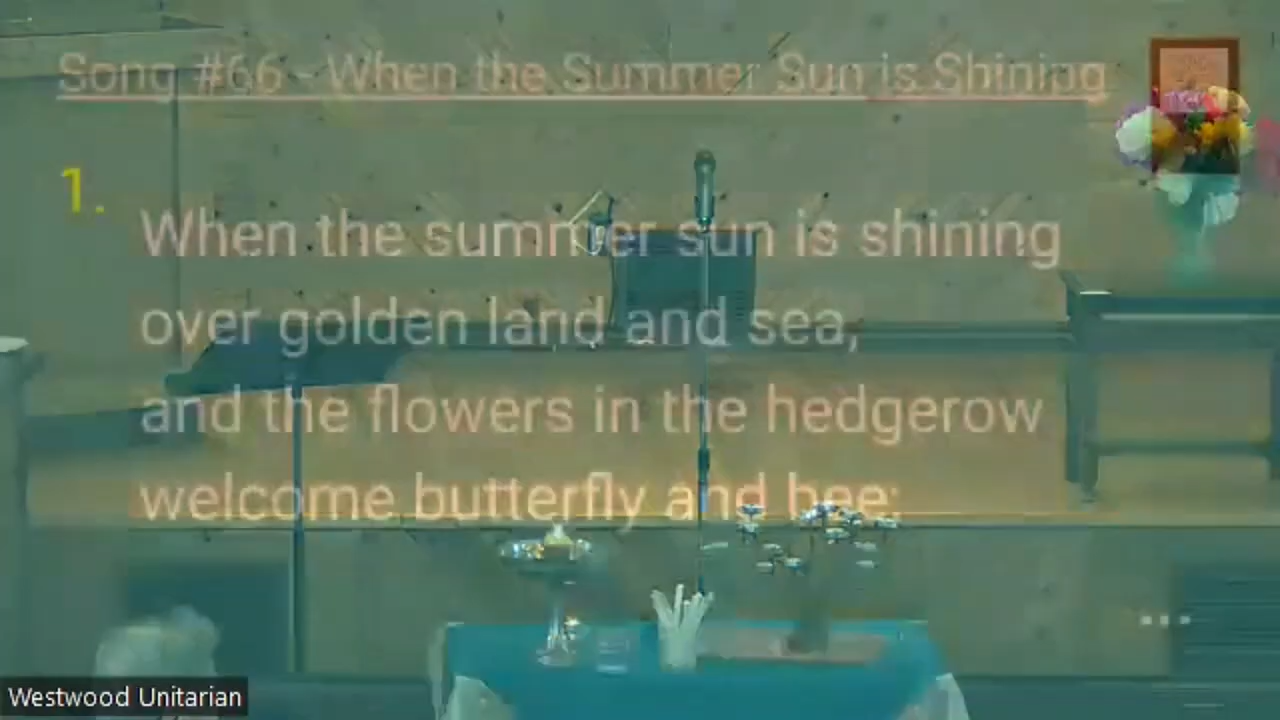 Song #66 - When the Summer Sun is Shining
1.
When the summer sun is shining
over golden land and sea,
and the flowers in the hedgerow
welcome butterfly and bee;
Westwood Unitarian